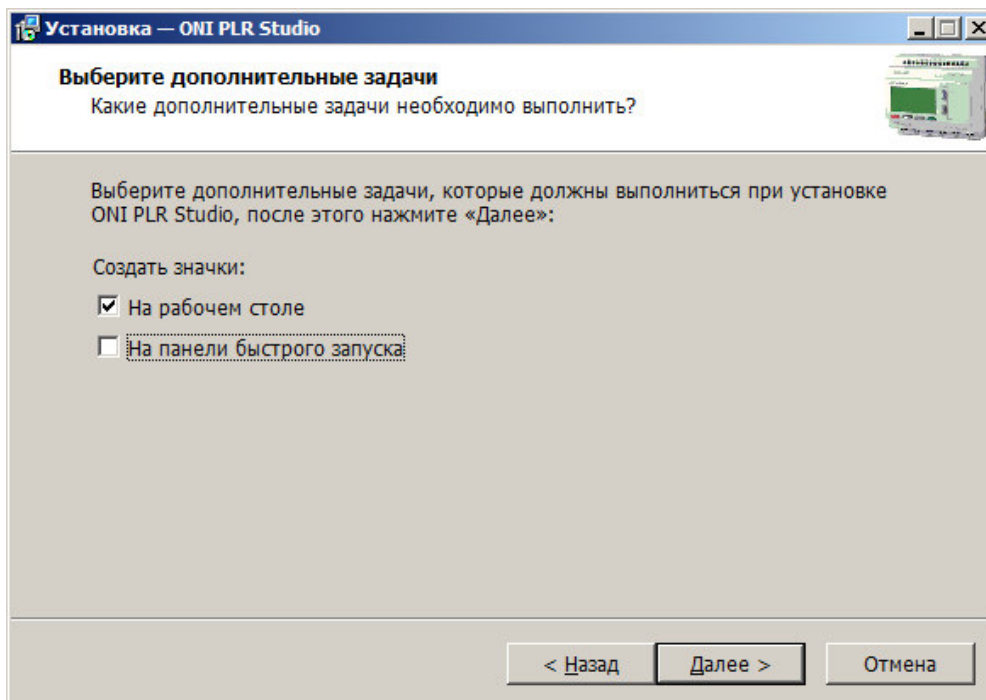 Установка — ONI PLR Studio
Выберите дополнительные задачи
Какие дополнительные задачи необходимо выполнить?
Выберите дополнительные задачи, которые должны выполниться при установке
ONI PLR Studio, после этого нажмите «Далее»:
Создать значки:
На рабочем столе
На панели быстрого запуска
< Назад Далее > Отмена